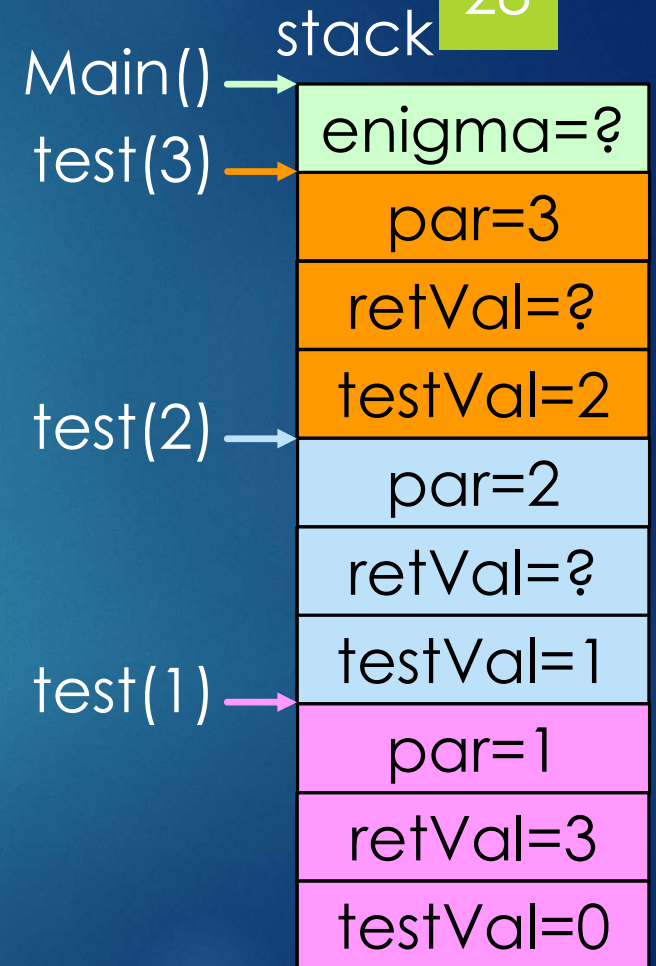 stack
Main()
enigma=?
test(3)
par=3
retVal=?
testVal=2
test(2)
par=2
retVal=?
testVal=1
test(1)
par=1
retVal=3
testVal=0